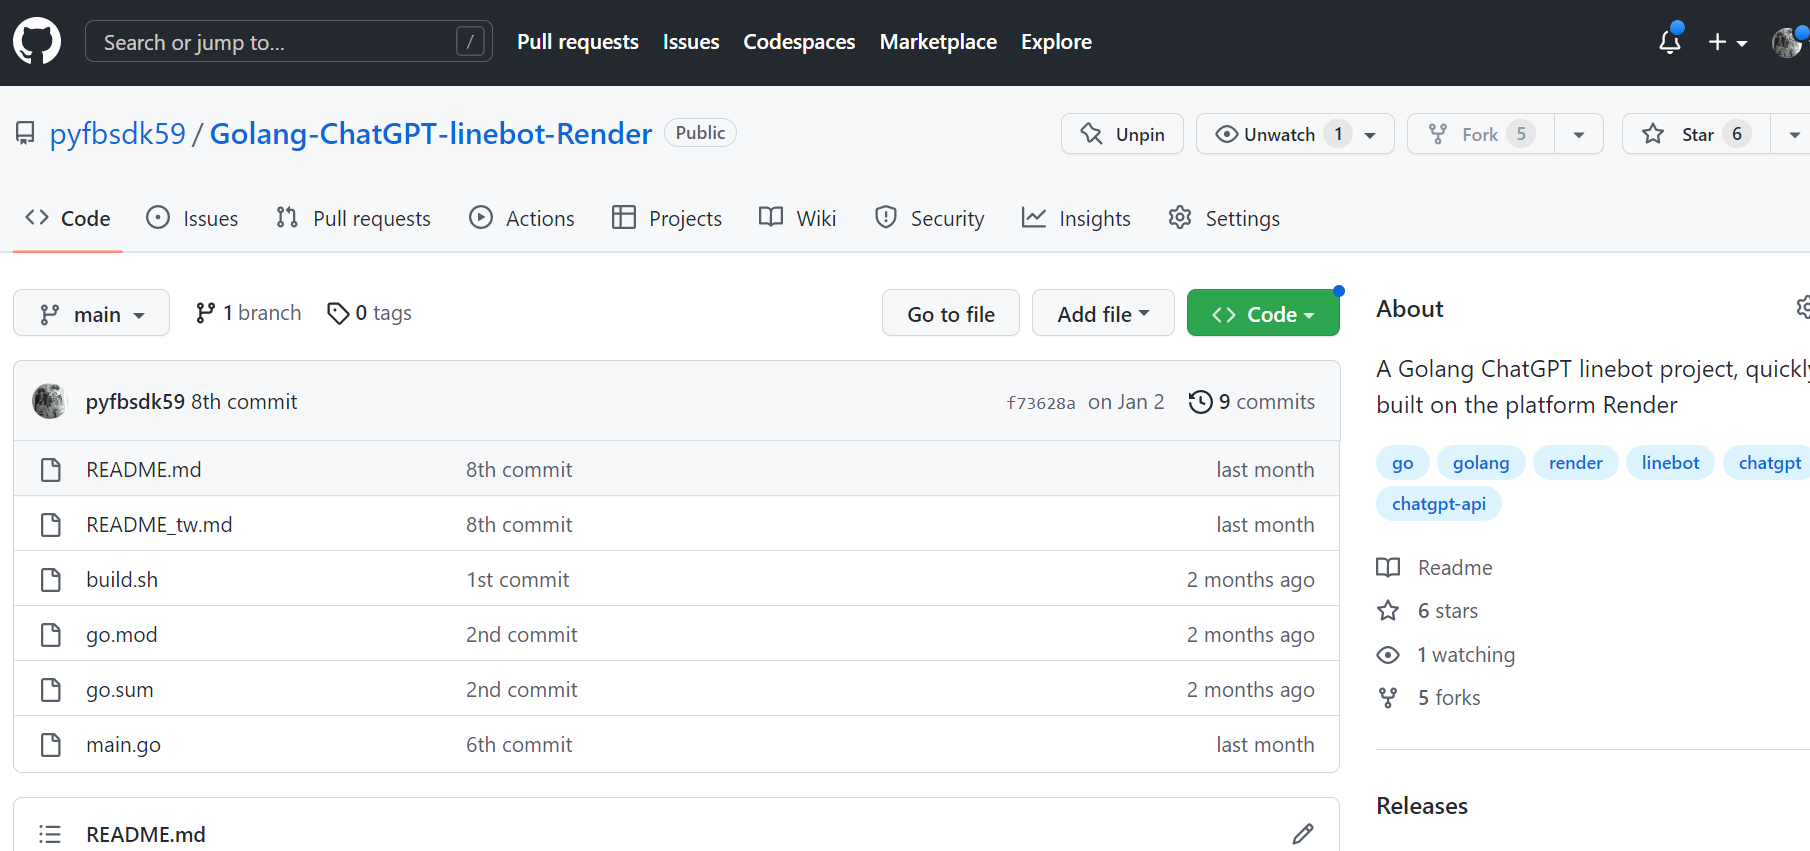 Search or jump to... /
Pull requests Issues Codespaces Marketplace Explore
pyfbsdk59 / Golang-ChatGPT-linebot-Render Public
Unpin Unwatch 1 Fork 5 Star 6
Code Issues Pull requests Actions Projects Wiki Security Insights Settings
main 1 branch 0 tags Go to file Add file Code
pyfbsdk59 8th commit f73628a on Jan 2 9 commits
README.md 8th commit last month
README_tw.md 8th commit last month
build.sh 1st commit 2 months ago
go.mod 2nd commit 2 months ago
go.sum 2nd commit 2 months ago
main.go 6th commit last month
README.md
About
A Golang ChatGPT linebot project, quickly
built on the platform Render
go golang render linebot chatgpt
chatgpt-api
Readme
6 stars
1 watching
5 forks
Releases